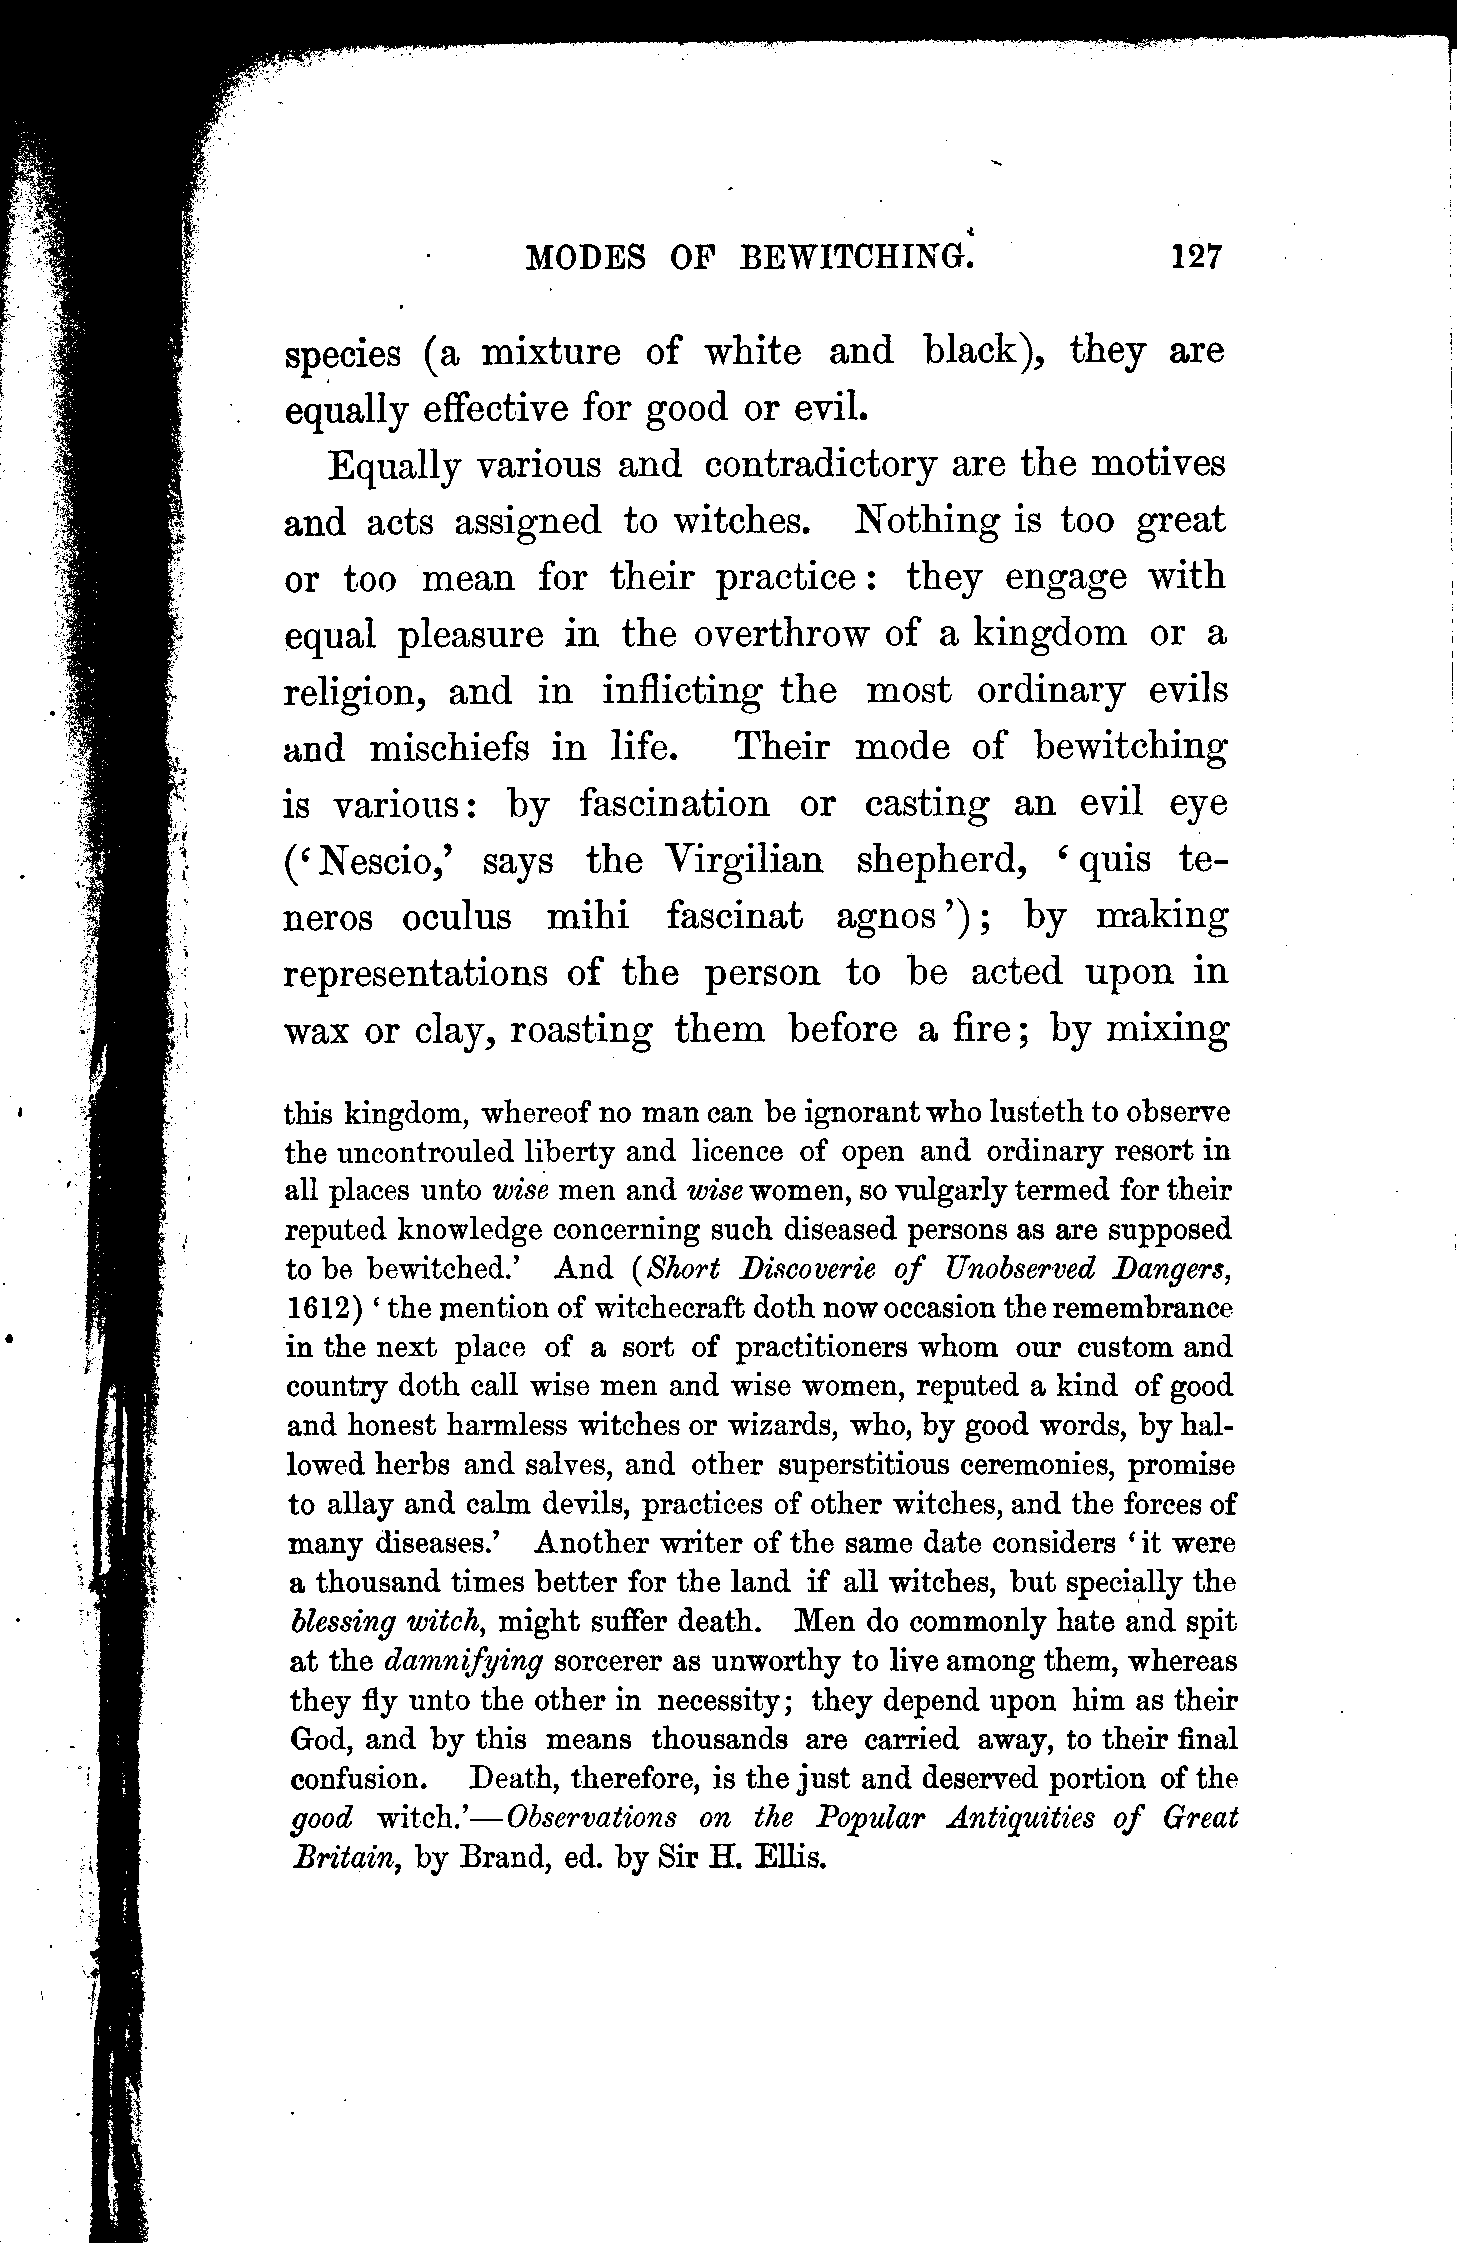 MODES OF BEWITCHING. 127
species (a mixture of white and black), they are
equally effective for good or evil.
Equally various and contradictory are the motives
and acts assigned to witches. Nothing is too great
or too mean for their practice: they engage with
equal pleasure in the overthrow of a kingdom or a
religion, and in inflicting the most ordinary evils
and mischiefs in life. Their mode of bewitching
is various: by fascination or casting an evil eye
(‘Nescio,’ says the Virgilian shepherd, ‘quis te-
neros oculus mihi fascinat agnos’); by making
representations of the person to be acted upon in
wax or clay, roasting them before a fire; by mixing
this kingdom, whereof no man can be ignorant who lusteth to observe
the uncontrouled liberty and licence of open and ordinary resort in
all places unto wise men and wise women, so vulgarly termed for their
reputed knowledge concerning such diseased persons as are supposed
to be bewitched.’ And (Short Discoverie of Unobserved Dangers,
1612) ‘the mention of witchecraft doth now occasion the remembrance
in the next place of a sort of practitioners whom our custom and
country doth call wise men and wise women, reputed a kind of good
and honest harmless witches or wizards, who, by good words, by hal-
lowed herbs and salves, and other superstitious ceremonies, promise
to allay and calm devils, practices of other witches, and the forces of
many diseases.’ Another writer of the same date considers ‘it were
a thousand times better for the land if all witches, but specially the
blessing witch, might suffer death. Men do commonly hate and spit
at the damnifying sorcerer as unworthy to live among them, whereas
they fly unto the other in necessity; they depend upon him as their
God, and by this means thousands are carried away, to their final
confusion. Death, therefore, is the just and deserved portion of the
good witch.’—Observations on the Popular Antiquities of Great
Britain, by Brand, ed. by Sir H. Ellis.